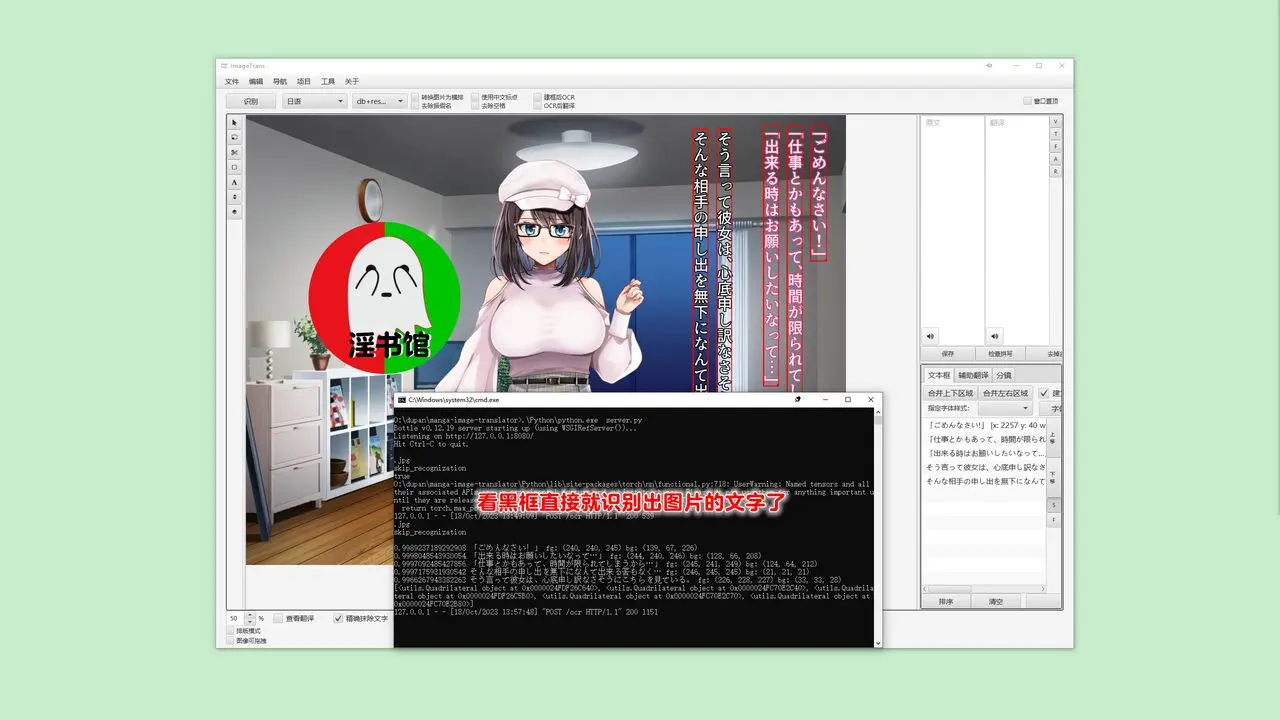 ImageTrans
文件 编辑 导航 项目 工具 关于
识别 日语 db+res... 转换图片为横排 使用中文标点 建框后OCR
去除振假名 去除空格 OCR后翻译 窗口置顶
「ごめんなさい！」
「仕事とかもあって、時間が限られてし
「出来る時はお願いしたいなって…」
そう言って彼女は、心底申し訳なさそ
そんな相手の申し出を無下になんて出
淫书馆
原文 翻译
V
T
F
A
R
保存 检查拼写 去掉
文本框 辅助翻译 分镜
合并上下区域 合并左右区域
指定字体样式:
「ごめんなさい!」 [x: 2257 y: 40 w
「仕事とかもあって、時間が限られ
「出来る時はお願いしたいなって...
そう言って彼女は、心底申し訳なさ
そんな相手の申し出を無下になんて
上移
下移
S
F
排序 清空
C:\Windows\system32\cmd.exe
D:\dupan\manga-image-translator>.\Python\python.exe server.py
Bottle v0.12.19 server starting up (using WSGIRefServer())...
Listening on http://127.0.0.1:8080/
Hit Ctrl-C to quit.
.jpg
skip_recognization
true
D:\dupan\manga-image-translator\Python\lib\site-packages\torch\nn\functional.py:718: UserWarning: Named tensors and all
their associated APIs anything important u
ntil they are releas
return torch.max_po
看黑框直接就识别出图片的文字了
127.0.0.1 - - [18/Oct/2023 13:49:09] "POST /ocr HTTP/1.1" 200 539
.jpg
skip_recognization
0.9989237189292908 「ごめんなさい！」 fg: (240, 240, 245) bg: (139, 67, 226)
0.9998048543930054 「出来る時はお願いしたいなって…」 fg: (244, 240, 246) bg: (128, 66, 208)
0.9997092485427856 「仕事とかもあって、時間が限られてしまうから…」 fg: (245, 241, 249) bg: (124, 64, 212)
0.9997175931930542 そんな相手の申し出を無下になんて出来る筈もなく… fg: (246, 245, 245) bg: (21, 21, 21)
0.9966267943382263 そう言って彼女は、心底申し訳なさそうにこちらを見ている。 fg: (226, 228, 227) bg: (33, 33, 28)
[<utils.Quadrilateral object at 0x0000024FDF26C640>, <utils.Quadrilateral object at 0x0000024FC70E2C40>, <utils.Quadrila
teral object at 0x0000024FDF26C5B0>, <utils.Quadrilateral object at 0x0000024FC70E2C70>, <utils.Quadrilateral object at
0x0000024FC70E2B80>]
127.0.0.1 - - [18/Oct/2023 13:57:48] "POST /ocr HTTP/1.1" 200 1151
50 % 查看翻译 精确抹除文字
排版模式
图像可拖拽